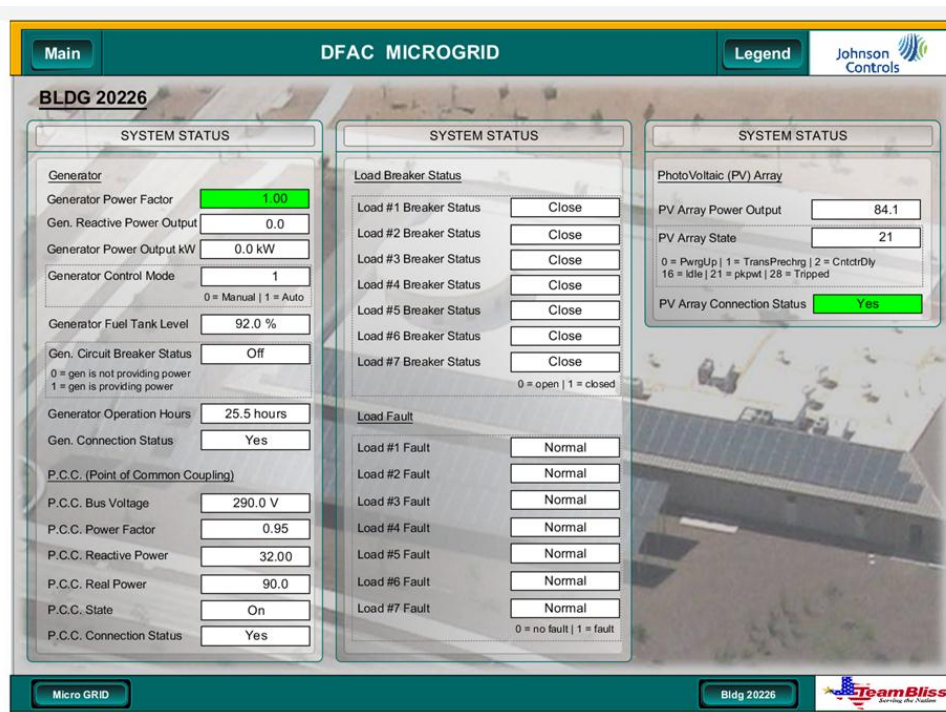 Main
DFAC MICROGRID
Legend
Johnson
Controls
BLDG 20226
SYSTEM STATUS
Generator
Generator Power Factor 1.00
Gen. Reactive Power Output 0.0
Generator Power Output kW 0.0 kW
Generator Control Mode 1
0 = Manual | 1 = Auto
Generator Fuel Tank Level 92.0 %
Gen. Circuit Breaker Status Off
0 = gen is not providing power
1 = gen is providing power
Generator Operation Hours 25.5 hours
Gen. Connection Status Yes
P.C.C. (Point of Common Coupling)
P.C.C. Bus Voltage 290.0 V
P.C.C. Power Factor 0.95
P.C.C. Reactive Power 32.00
P.C.C. Real Power 90.0
P.C.C. State On
P.C.C. Connection Status Yes
SYSTEM STATUS
Load Breaker Status
Load #1 Breaker Status Close
Load #2 Breaker Status Close
Load #3 Breaker Status Close
Load #4 Breaker Status Close
Load #5 Breaker Status Close
Load #6 Breaker Status Close
Load #7 Breaker Status Close
0 = open | 1 = closed
Load Fault
Load #1 Fault Normal
Load #2 Fault Normal
Load #3 Fault Normal
Load #4 Fault Normal
Load #5 Fault Normal
Load #6 Fault Normal
Load #7 Fault Normal
0 = no fault | 1 = fault
SYSTEM STATUS
PhotoVoltaic (PV) Array
PV Array Power Output 84.1
PV Array State 21
0 = PwrgUp | 1 = TransPrechrg | 2 = CntctrDly
16 = Idle | 21 = pkpwt | 28 = Tripped
PV Array Connection Status Yes
Micro GRID
Bldg 20226
TeamBliss
Serving the Nation